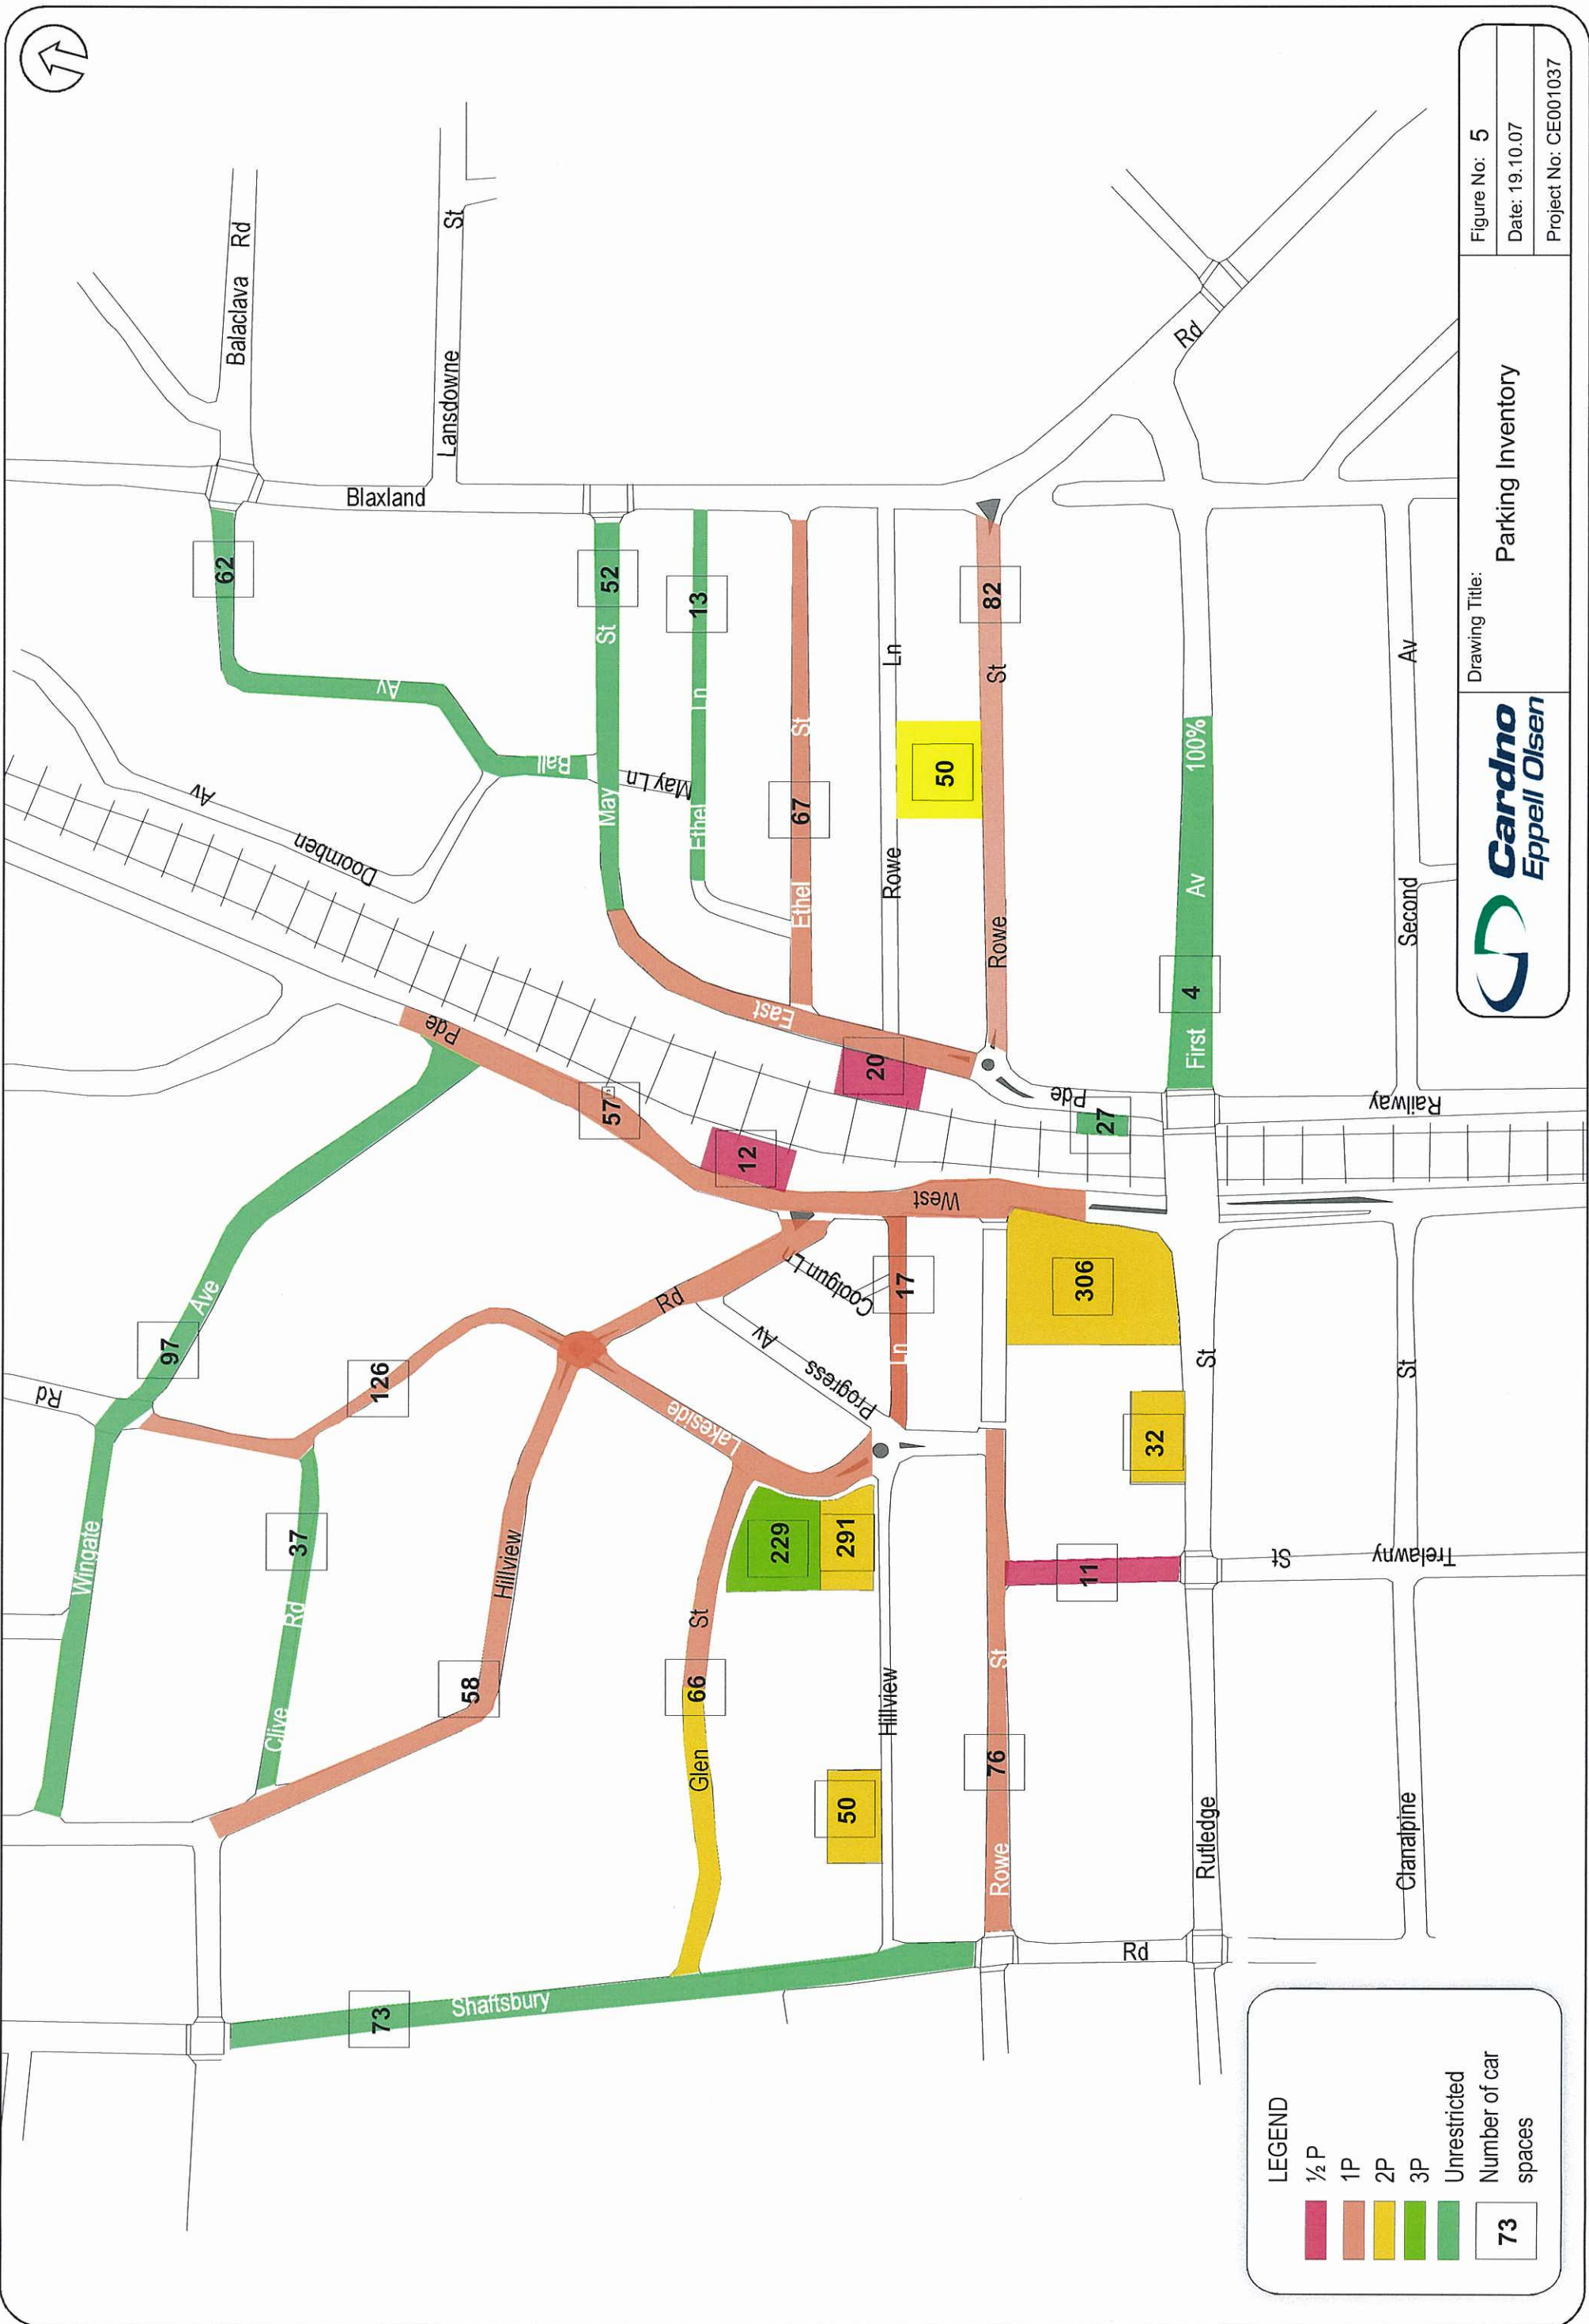 Balaclava Rd
Lansdowne St
Blaxland
62
Av
Ball
52
May St
May Ln
13
Ethel Ln
67
Ethel St
Rowe Ln
50
82
Rowe St
Rd
100%
First Av
4
Second Av
Doomben Av
East
20
Pde
27
Railway
Pde
57
12
West
Wingate Ave
97
Rd
126
37
Clive Rd
58
Hillview
Rd
Lakeside
Progress Av
Coolgun Ln
17
Ln
306
32
229
291
66
Glen St
50
Hillview
76
Rowe St
11
Trelawny St
Rutledge St
Clanalpine St
73
Shaftsbury
Rd
LEGEND
½ P
1P
2P
3P
Unrestricted
73 Number of car
spaces
Cardno
Eppell Olsen
Drawing Title:
Parking Inventory
Figure No: 5
Date: 19.10.07
Project No: CE001037